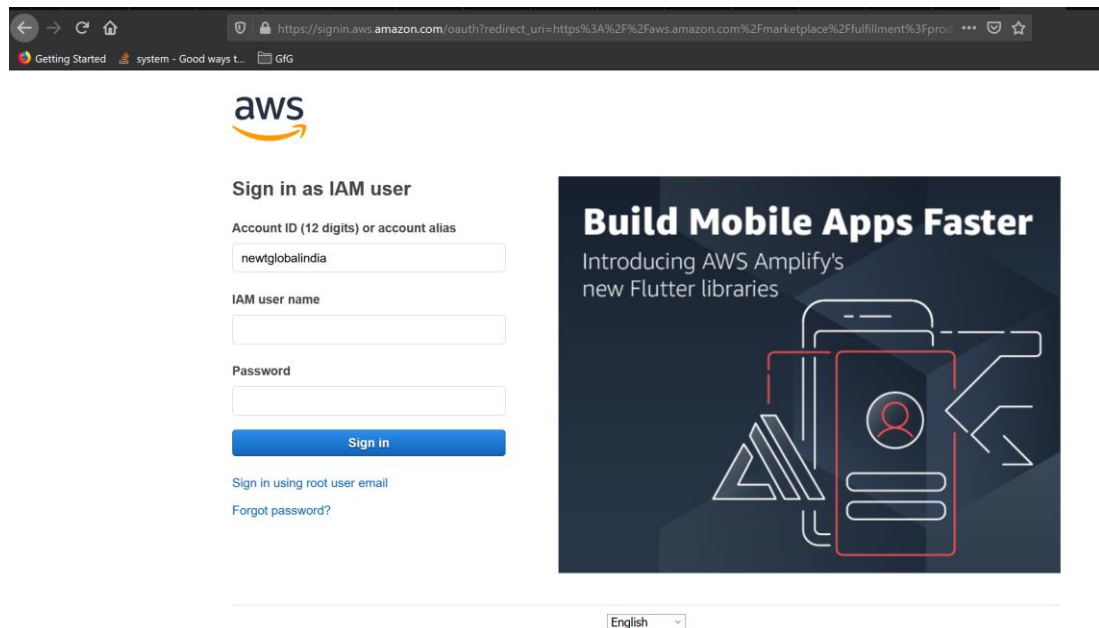 https://signin.aws.amazon.com/oauth?redirect_uri=https%3A%2F%2Faws.amazon.com%2Fmarketplace%2Ffulfillment%3Fprod
Getting Started system - Good ways t... GfG
aws
Sign in as IAM user
Account ID (12 digits) or account alias
newtglobalindia
IAM user name
Password
Sign in
Sign in using root user email
Forgot password?
Build Mobile Apps Faster
Introducing AWS Amplify's
new Flutter libraries
English